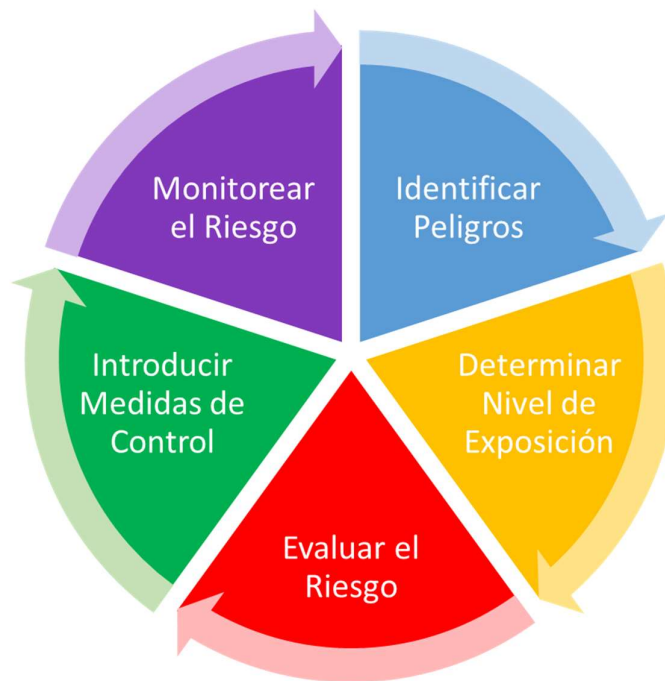 Identificar
Peligros
Determinar
Nivel de
Exposición
Evaluar el
Riesgo
Introducir
Medidas de
Control
Monitorear
el Riesgo